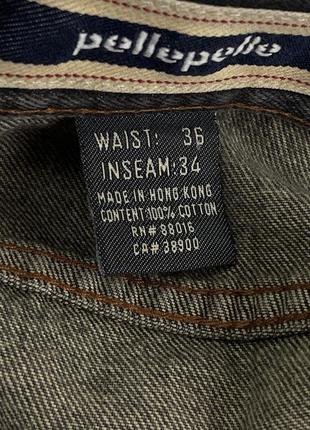 pellepelle
WAIST: 36
INSEAM:34
MADE IN HONG KONG
CONTENT:100% COTTON
RN# 88016
CA# 38900